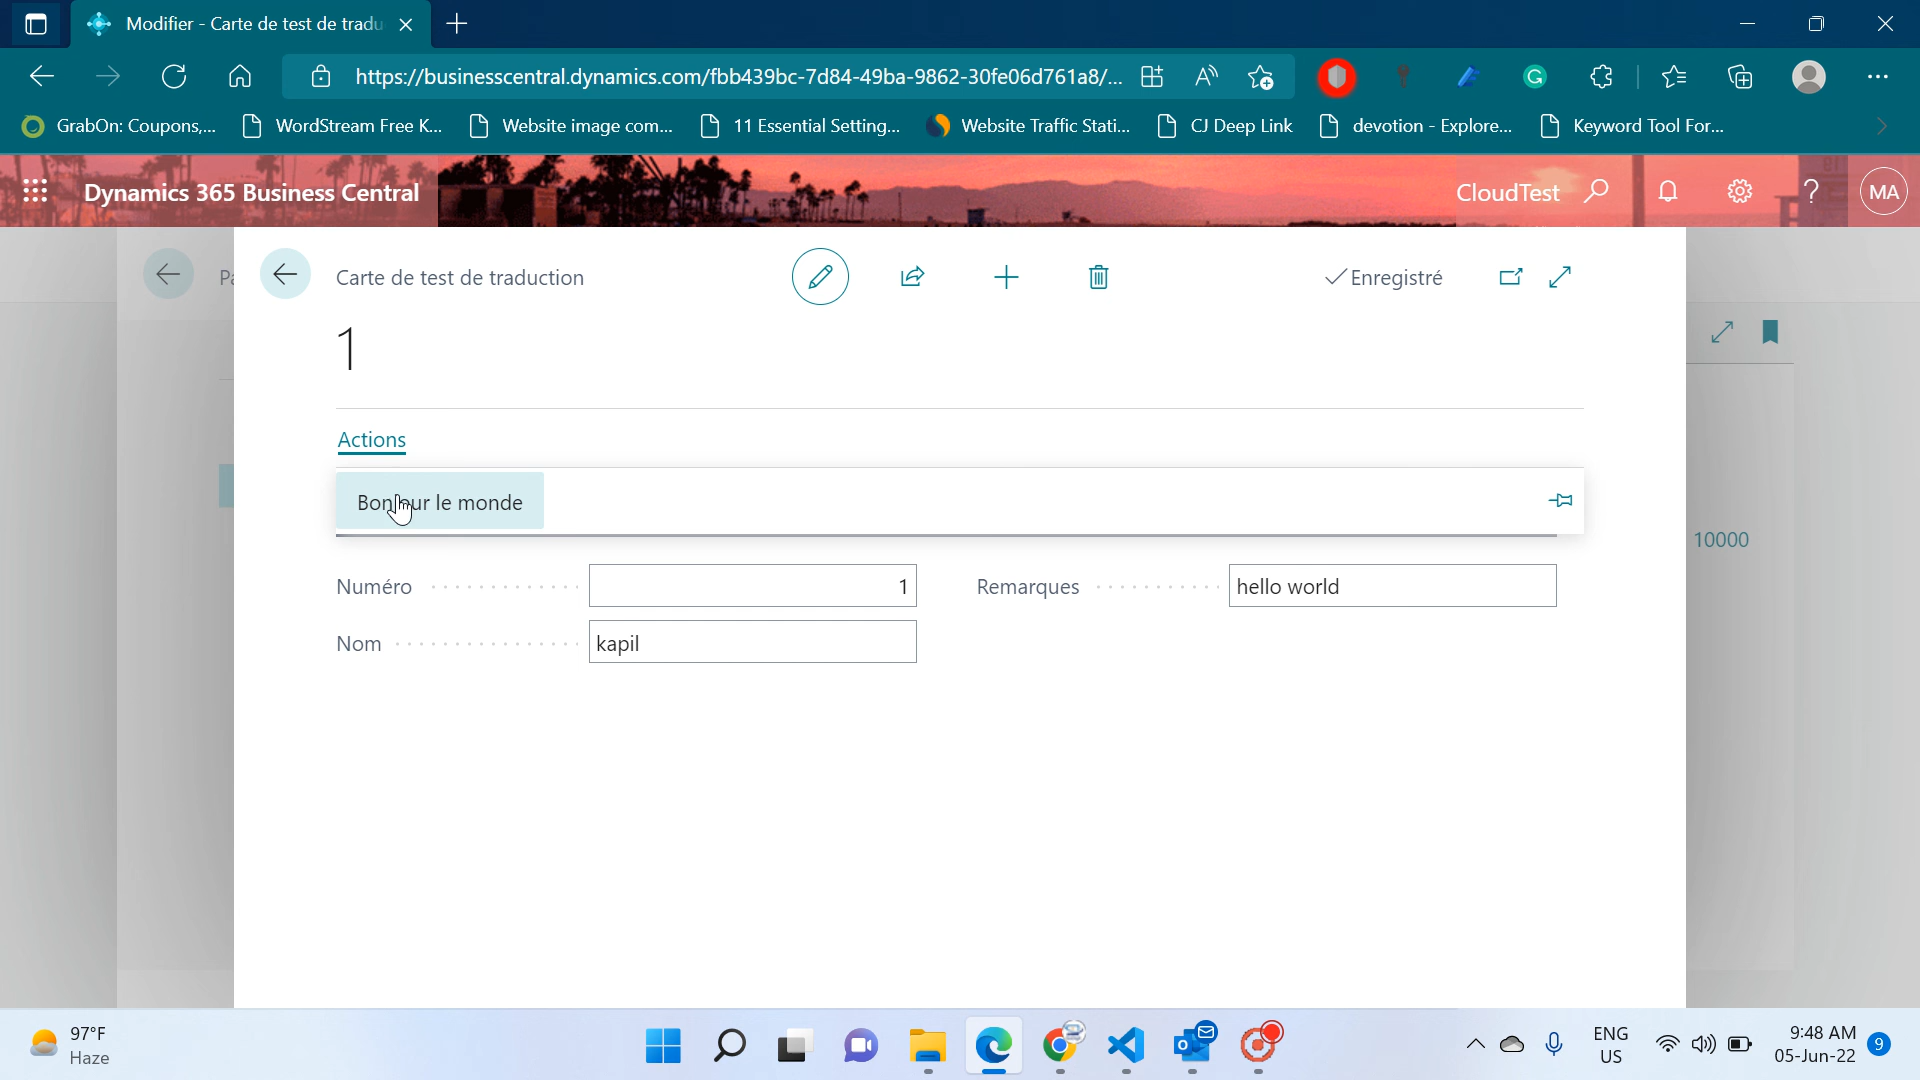 Modifier - Carte de test de tradu
https://businesscentral.dynamics.com/fbb439bc-7d84-49ba-9862-30fe06d761a8/...
GrabOn: Coupons,... WordStream Free K... Website image com... 11 Essential Setting... Website Traffic Stati... CJ Deep Link devotion - Explore... Keyword Tool For...
Dynamics 365 Business Central CloudTest MA
Carte de test de traduction Enregistré
1
Actions
Bonjour le monde
10000
Numéro 1 Remarques hello world
Nom kapil
97°F
Haze
ENG
US
9:48 AM
05-Jun-22
9